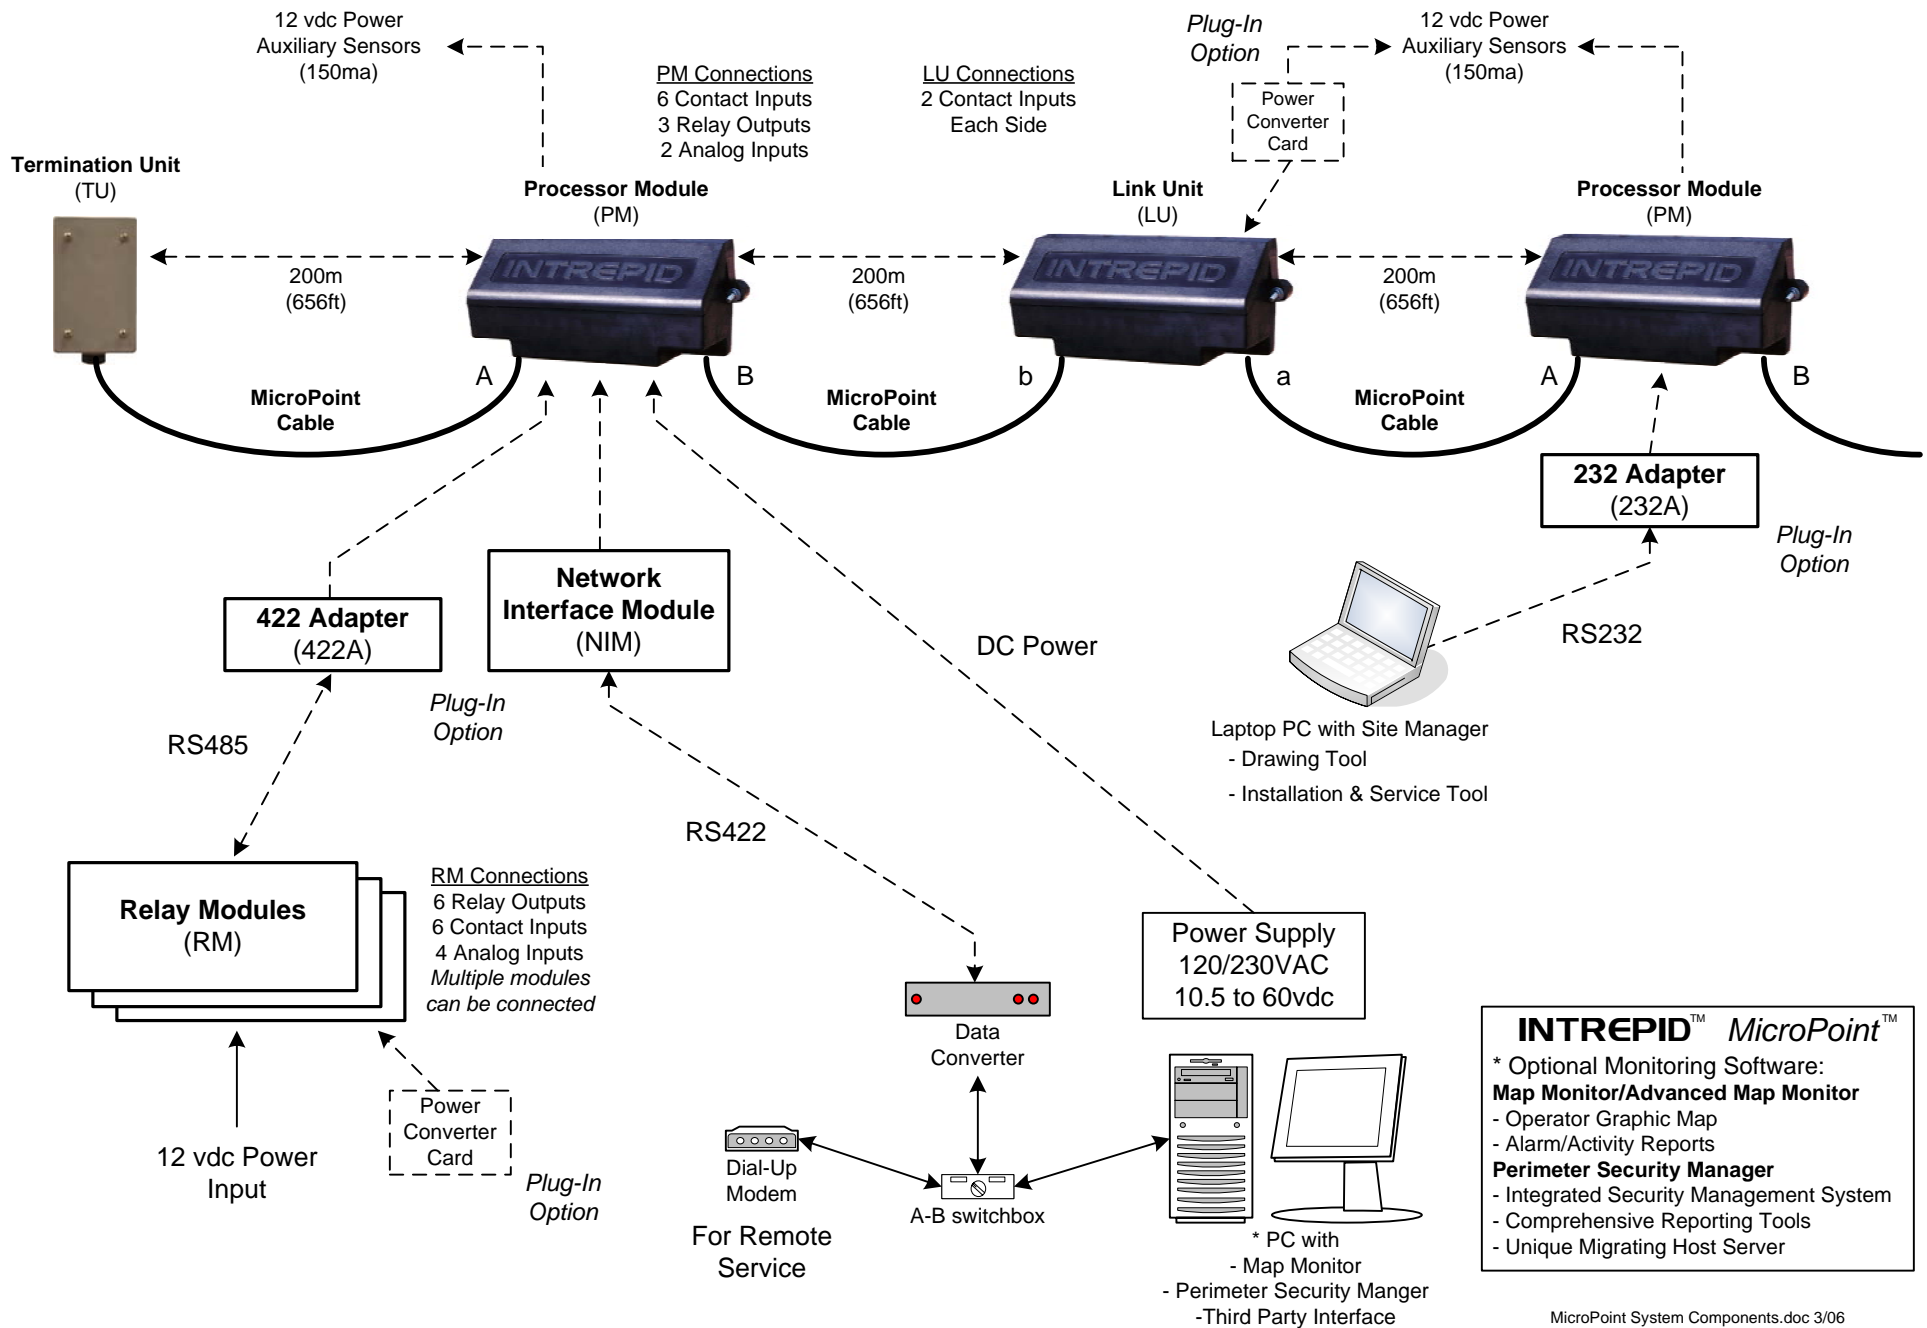 12 vdc Power
Auxiliary Sensors
(150ma)
PM Connections
6 Contact Inputs
3 Relay Outputs
2 Analog Inputs
LU Connections
2 Contact Inputs
Each Side
Plug-In
Option
12 vdc Power
Auxiliary Sensors
(150ma)
Power
Converter
Card
Termination Unit
(TU)
Processor Module
(PM)
Link Unit
(LU)
Processor Module
(PM)
INTREPID
INTREPID
INTREPID
200m
(656ft)
200m
(656ft)
200m
(656ft)
A
B
b
a
A
B
MicroPoint
Cable
MicroPoint
Cable
MicroPoint
Cable
232 Adapter
(232A)
Plug-In
Option
RS232
Laptop PC with Site Manager
- Drawing Tool
- Installation & Service Tool
422 Adapter
(422A)
Plug-In
Option
Network
Interface Module
(NIM)
DC Power
RS485
RS422
Relay Modules
(RM)
RM Connections
6 Relay Outputs
6 Contact Inputs
4 Analog Inputs
Multiple modules
can be connected
12 vdc Power
Input
Power
Converter
Card
Plug-In
Option
Data
Converter
Dial-Up
Modem
For Remote
Service
A-B switchbox
Power Supply
120/230VAC
10.5 to 60vdc
* PC with
- Map Monitor
- Perimeter Security Manger
-Third Party Interface
INTREPID™ MicroPoint™
* Optional Monitoring Software:
Map Monitor/Advanced Map Monitor
- Operator Graphic Map
- Alarm/Activity Reports
Perimeter Security Manager
- Integrated Security Management System
- Comprehensive Reporting Tools
- Unique Migrating Host Server
MicroPoint System Components.doc 3/06